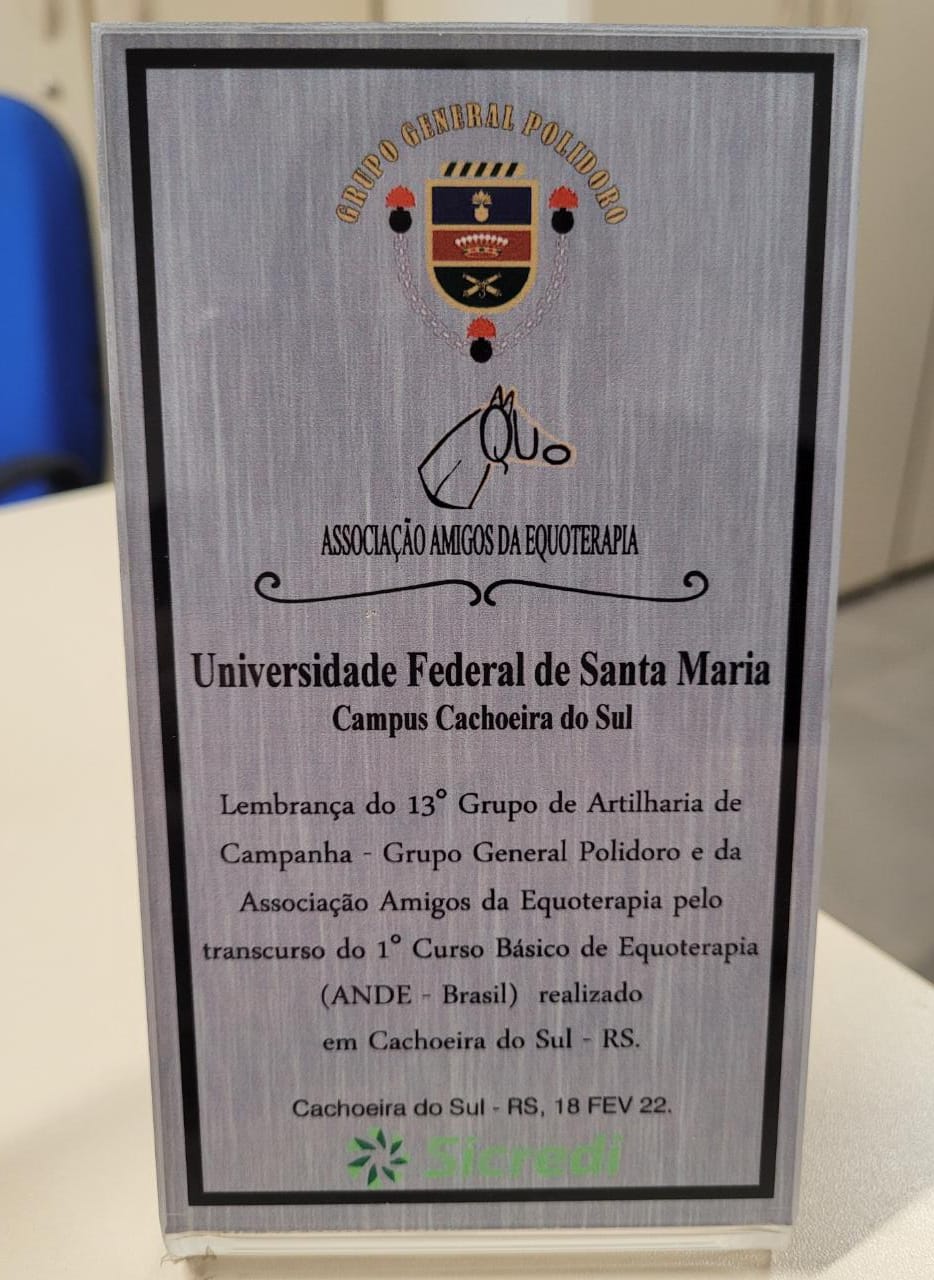 GRUPO GENERAL POLIDORO
QUO
ASSOCIAÇÃO AMIGOS DA EQUOTERAPIA
Universidade Federal de Santa Maria
Campus Cachoeira do Sul
Lembrança do 13° Grupo de Artilharia de
Campanha - Grupo General Polidoro e da
Associação Amigos da Equoterapia pelo
transcurso do 1° Curso Básico de Equoterapia
(ANDE - Brasil) realizado
em Cachoeira do Sul - RS.
Cachoeira do Sul - RS, 18 FEV 22.
Sicredi